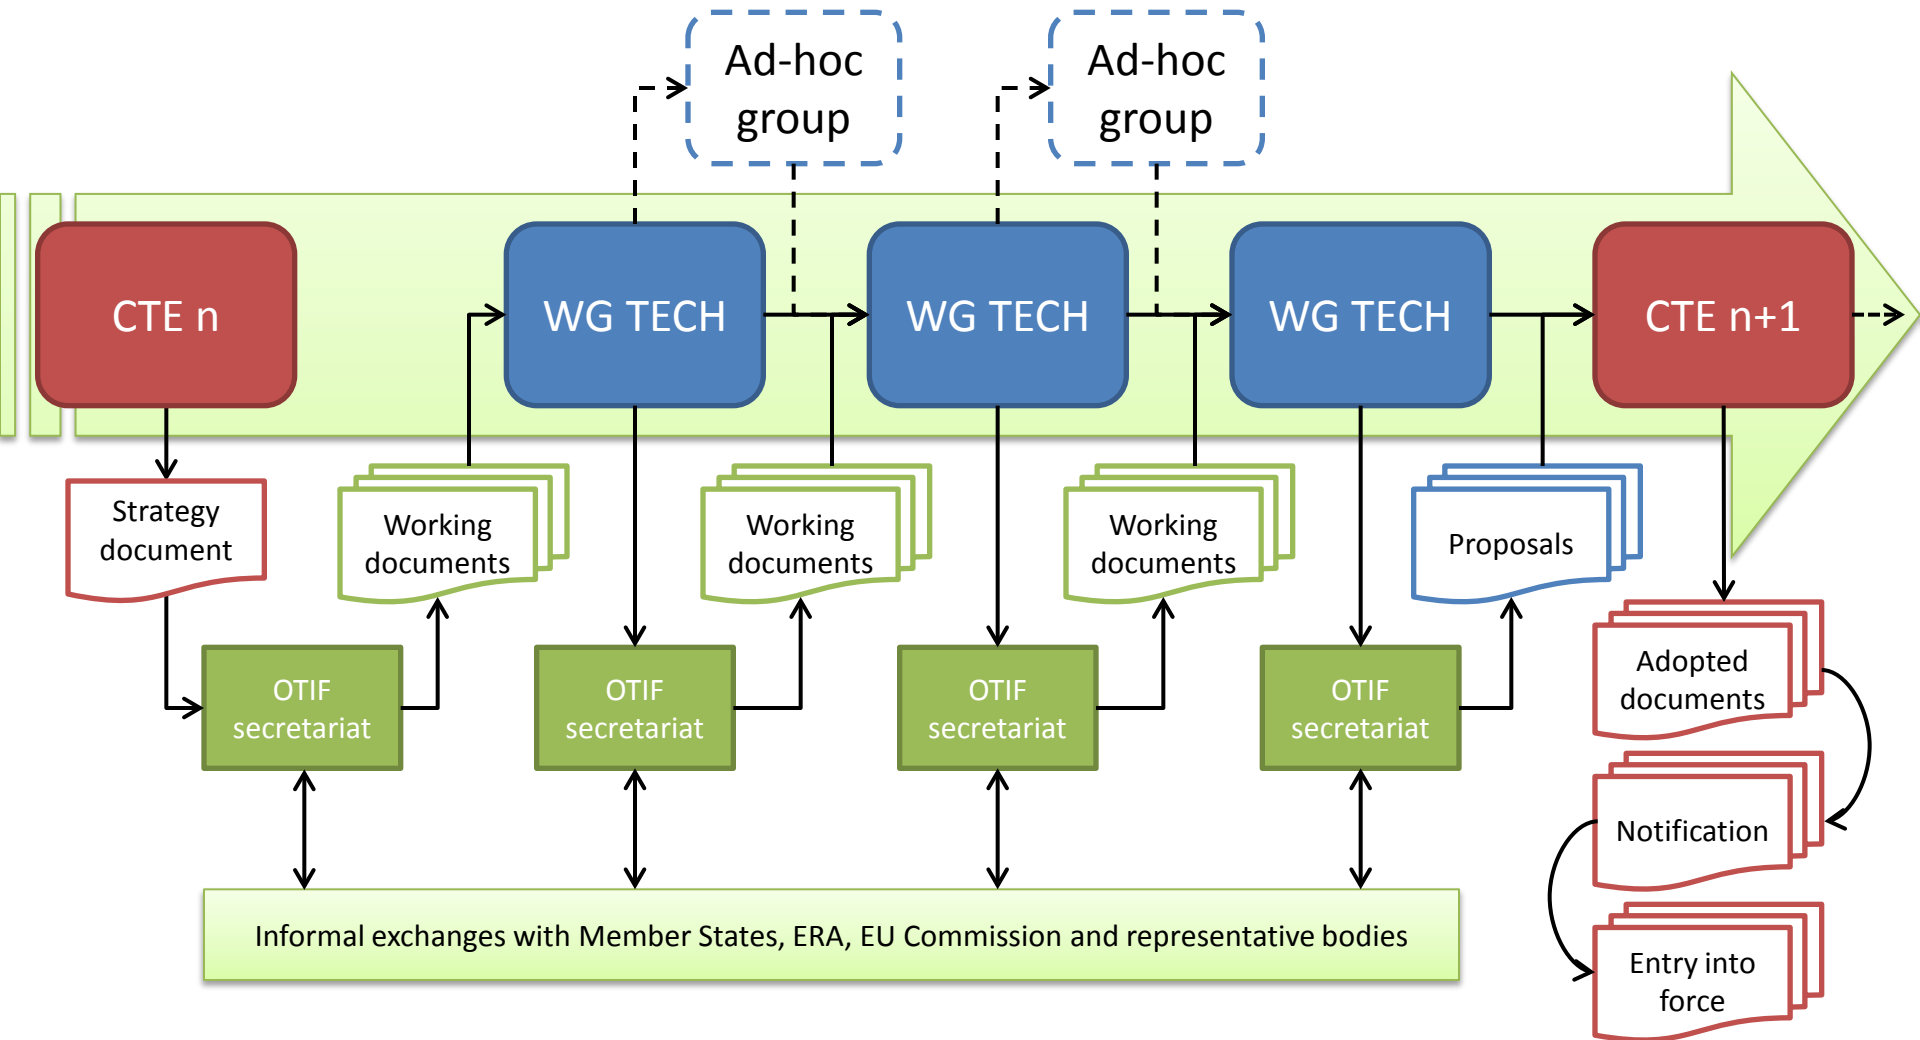 Ad-hoc
group
Ad-hoc
group
CTE n
WG TECH
WG TECH
WG TECH
CTE n+1
Strategy
document
Working
documents
Working
documents
Working
documents
Proposals
OTIF
secretariat
OTIF
secretariat
OTIF
secretariat
OTIF
secretariat
Adopted
documents
Notification
Entry into
force
Informal exchanges with Member States, ERA, EU Commission and representative bodies